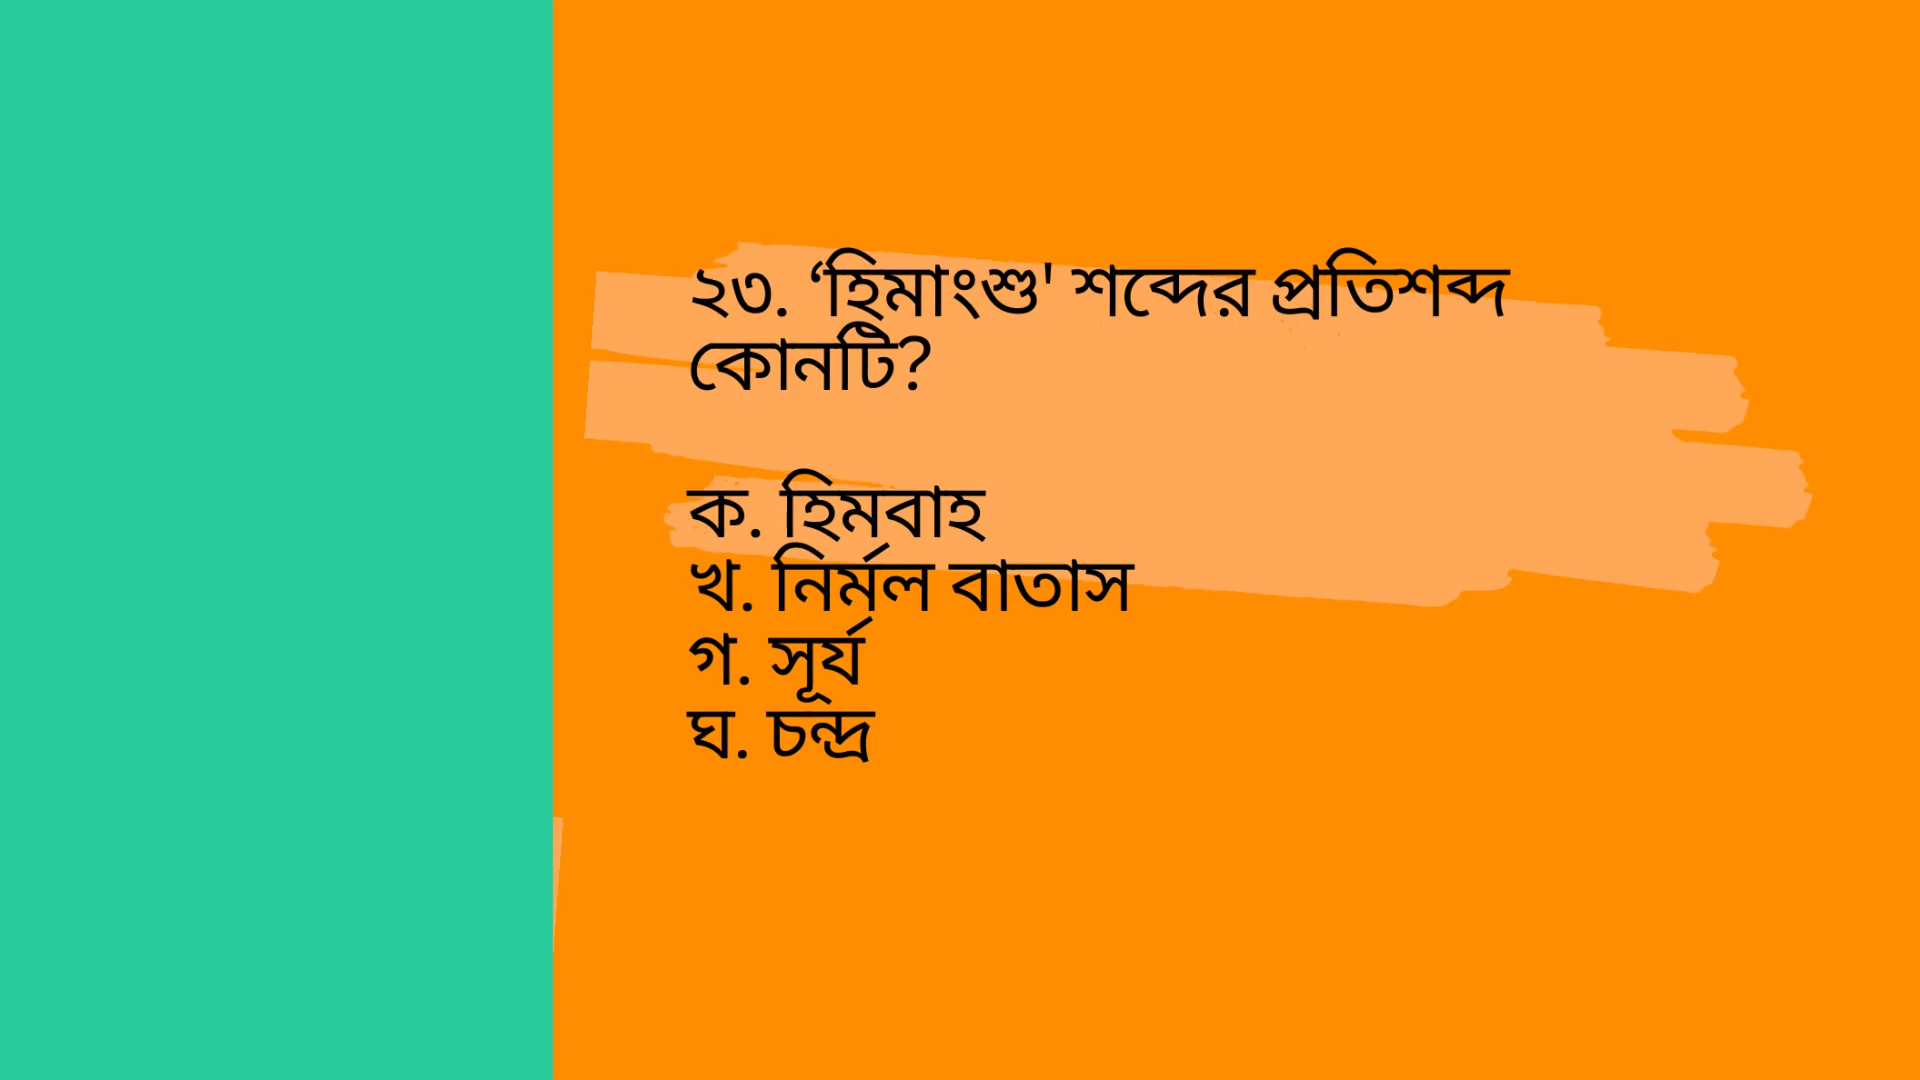 ২৩. ‘হিমাংশু' শব্দের প্রতিশব্দ
কোনটি?
ক. হিমবাহ
খ. নির্মল বাতাস
গ. সূর্য
ঘ. চন্দ্র